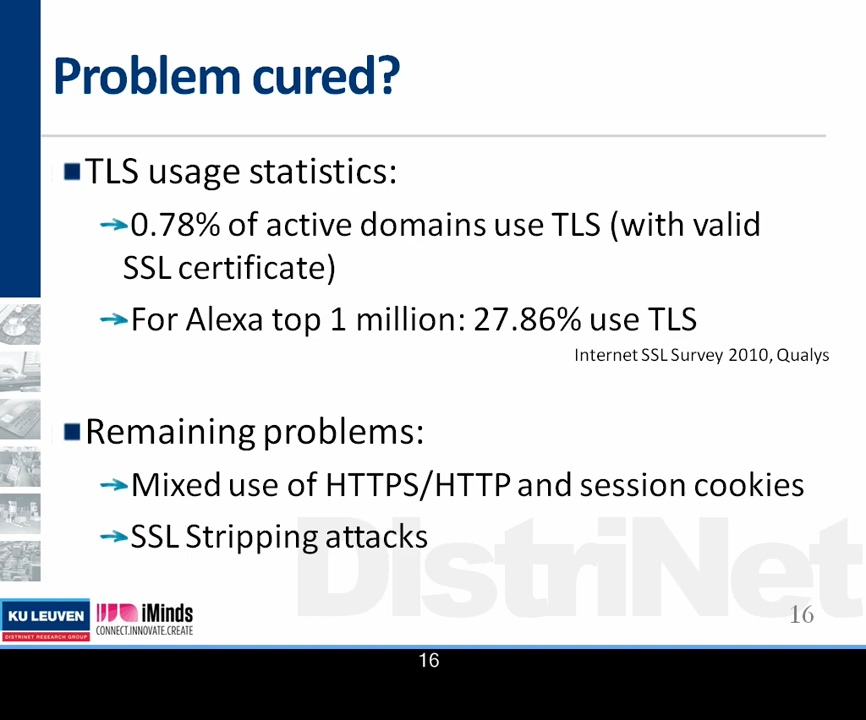 Problem cured?
TLS usage statistics:
0.78% of active domains use TLS (with valid
SSL certificate)
For Alexa top 1 million: 27.86% use TLS
Internet SSL Survey 2010, Qualys
Remaining problems:
Mixed use of HTTPS/HTTP and session cookies
SSL Stripping attacks
DistriNet
KU LEUVEN
DISTRINET RESEARCH GROUP
iMinds
CONNECT.INNOVATE.CREATE
16
16